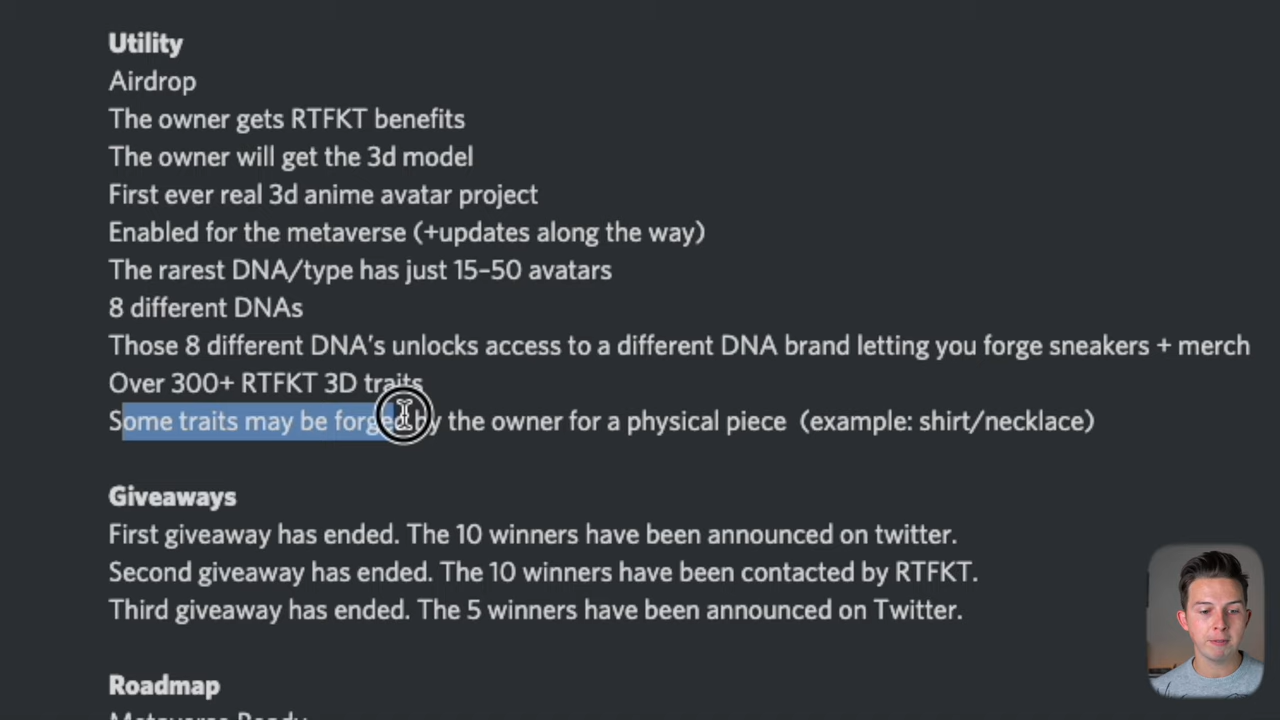 Utility
Airdrop
The owner gets RTFKT benefits
The owner will get the 3d model
First ever real 3d anime avatar project
Enabled for the metaverse (+updates along the way)
The rarest DNA/type has just 15–50 avatars
8 different DNAs
Those 8 different DNA's unlocks access to a different DNA brand letting you forge sneakers + merch
Over 300+ RTFKT 3D traits
Some traits may be forged by the owner for a physical piece (example: shirt/necklace)
Giveaways
First giveaway has ended. The 10 winners have been announced on twitter.
Second giveaway has ended. The 10 winners have been contacted by RTFKT.
Third giveaway has ended. The 5 winners have been announced on Twitter.
Roadmap
Metaverse Ready